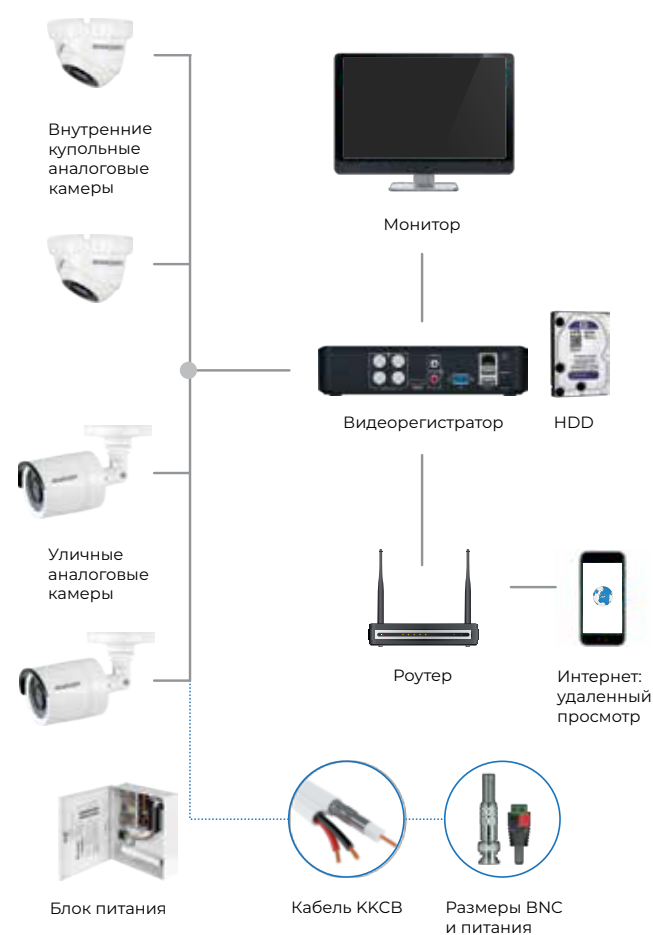 Внутренние
купольные
аналоговые
камеры
Монитор
Видеорегистратор
HDD
Уличные
аналоговые
камеры
Роутер
Интернет:
удаленный
просмотр
Блок питания
Кабель ККСВ
Размеры BNC
и питания